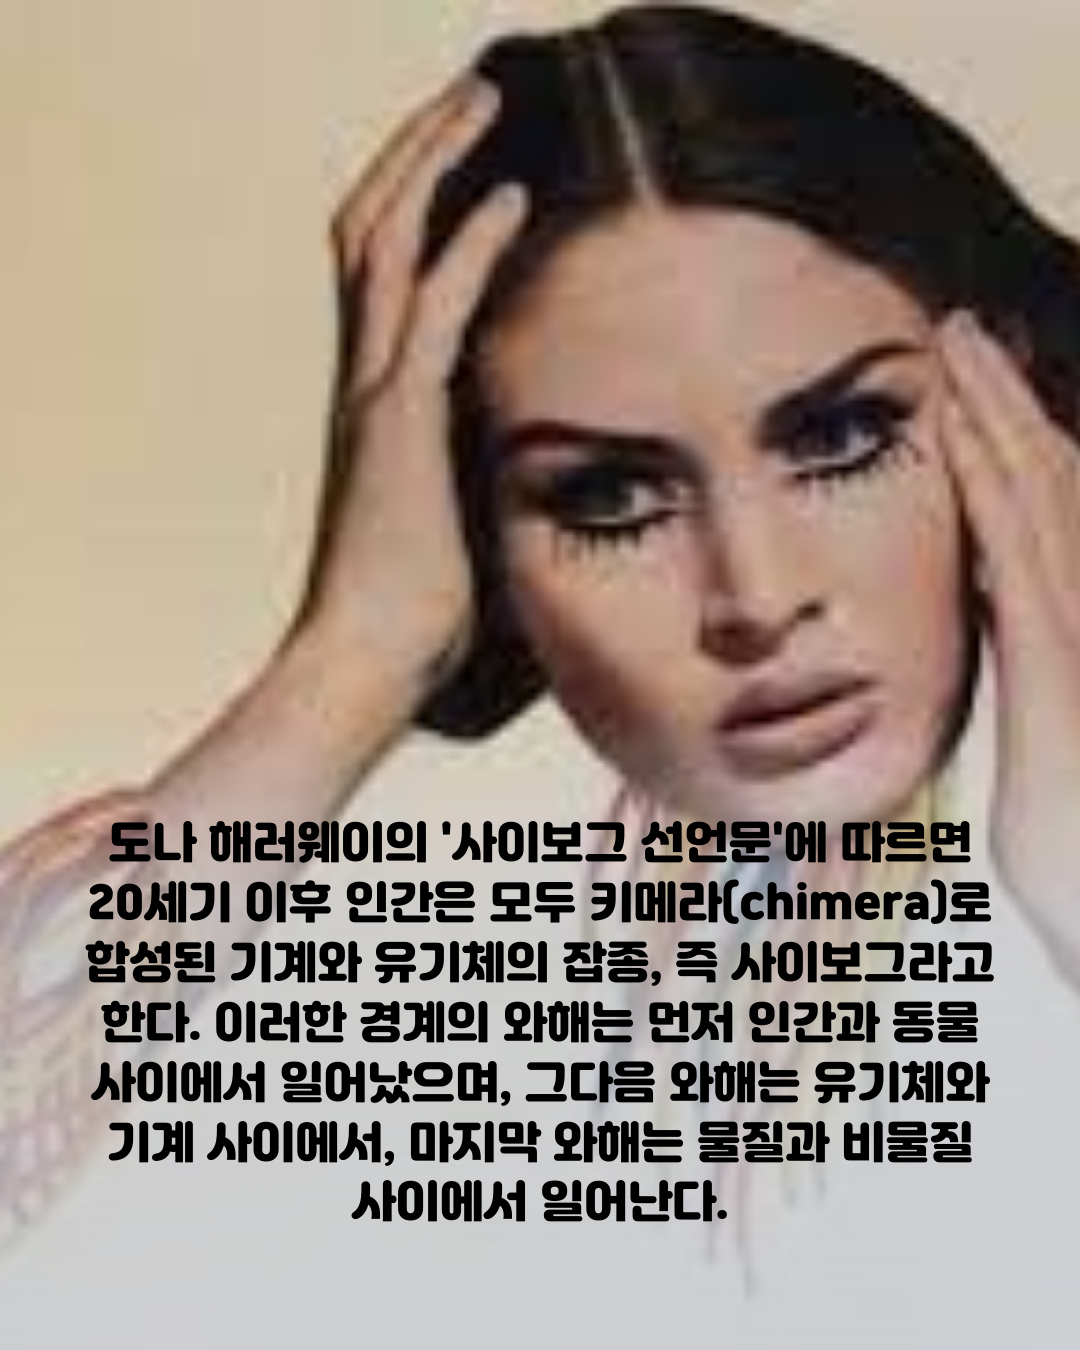 도나 해러웨이의 '사이보그 선언문'에 따르면
20세기 이후 인간은 모두 키메라(chimera)로
합성된 기계와 유기체의 잡종, 즉 사이보그라고
한다. 이러한 경계의 와해는 먼저 인간과 동물
사이에서 일어났으며, 그다음 와해는 유기체와
기계 사이에서, 마지막 와해는 물질과 비물질
사이에서 일어난다.